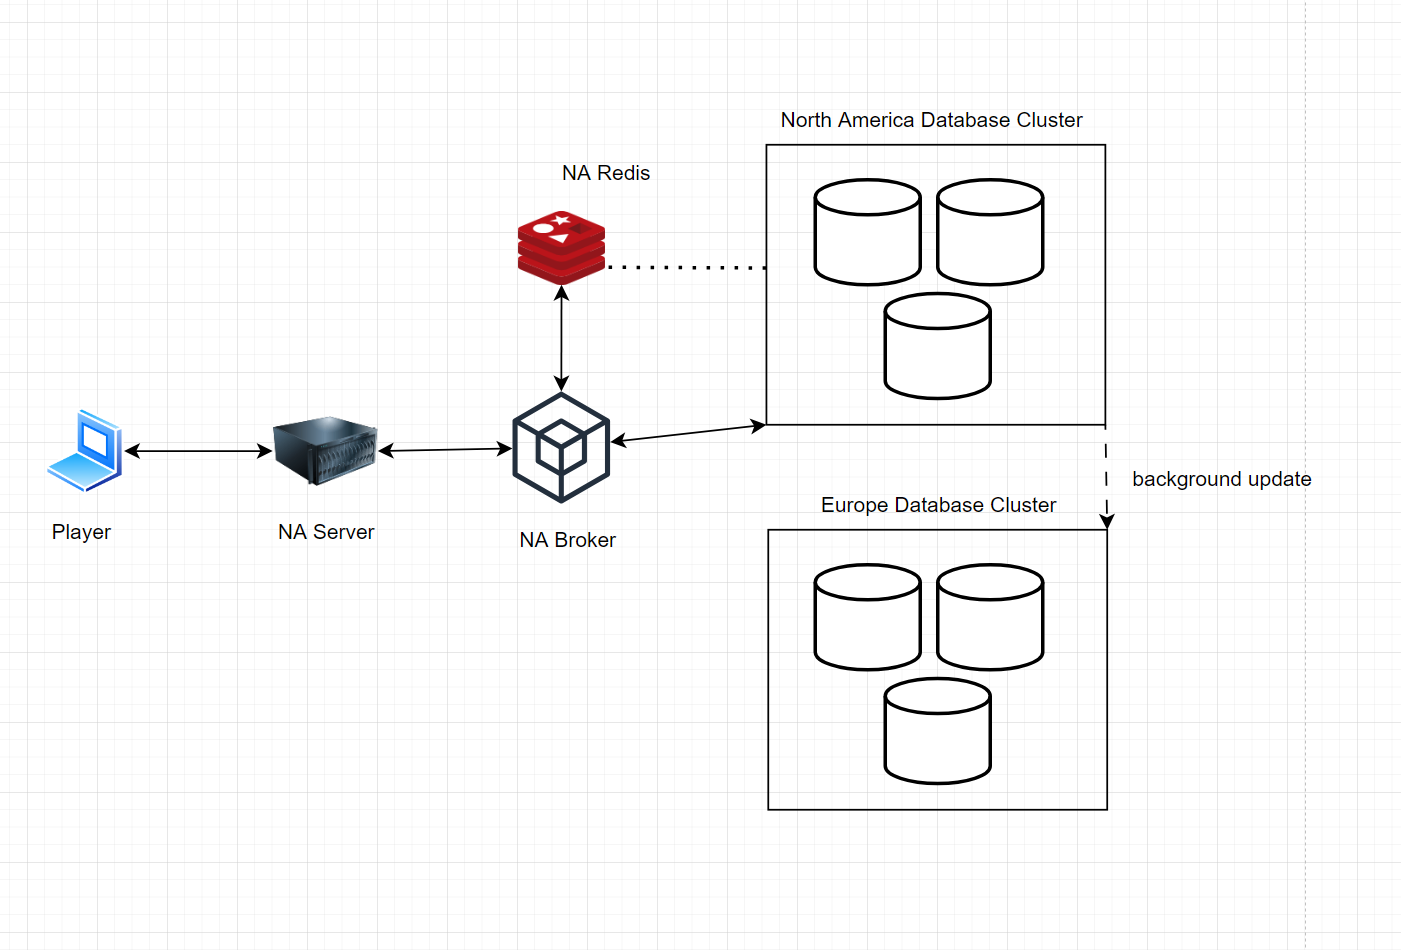 North America Database Cluster
NA Redis
Player
NA Server
NA Broker
background update
Europe Database Cluster